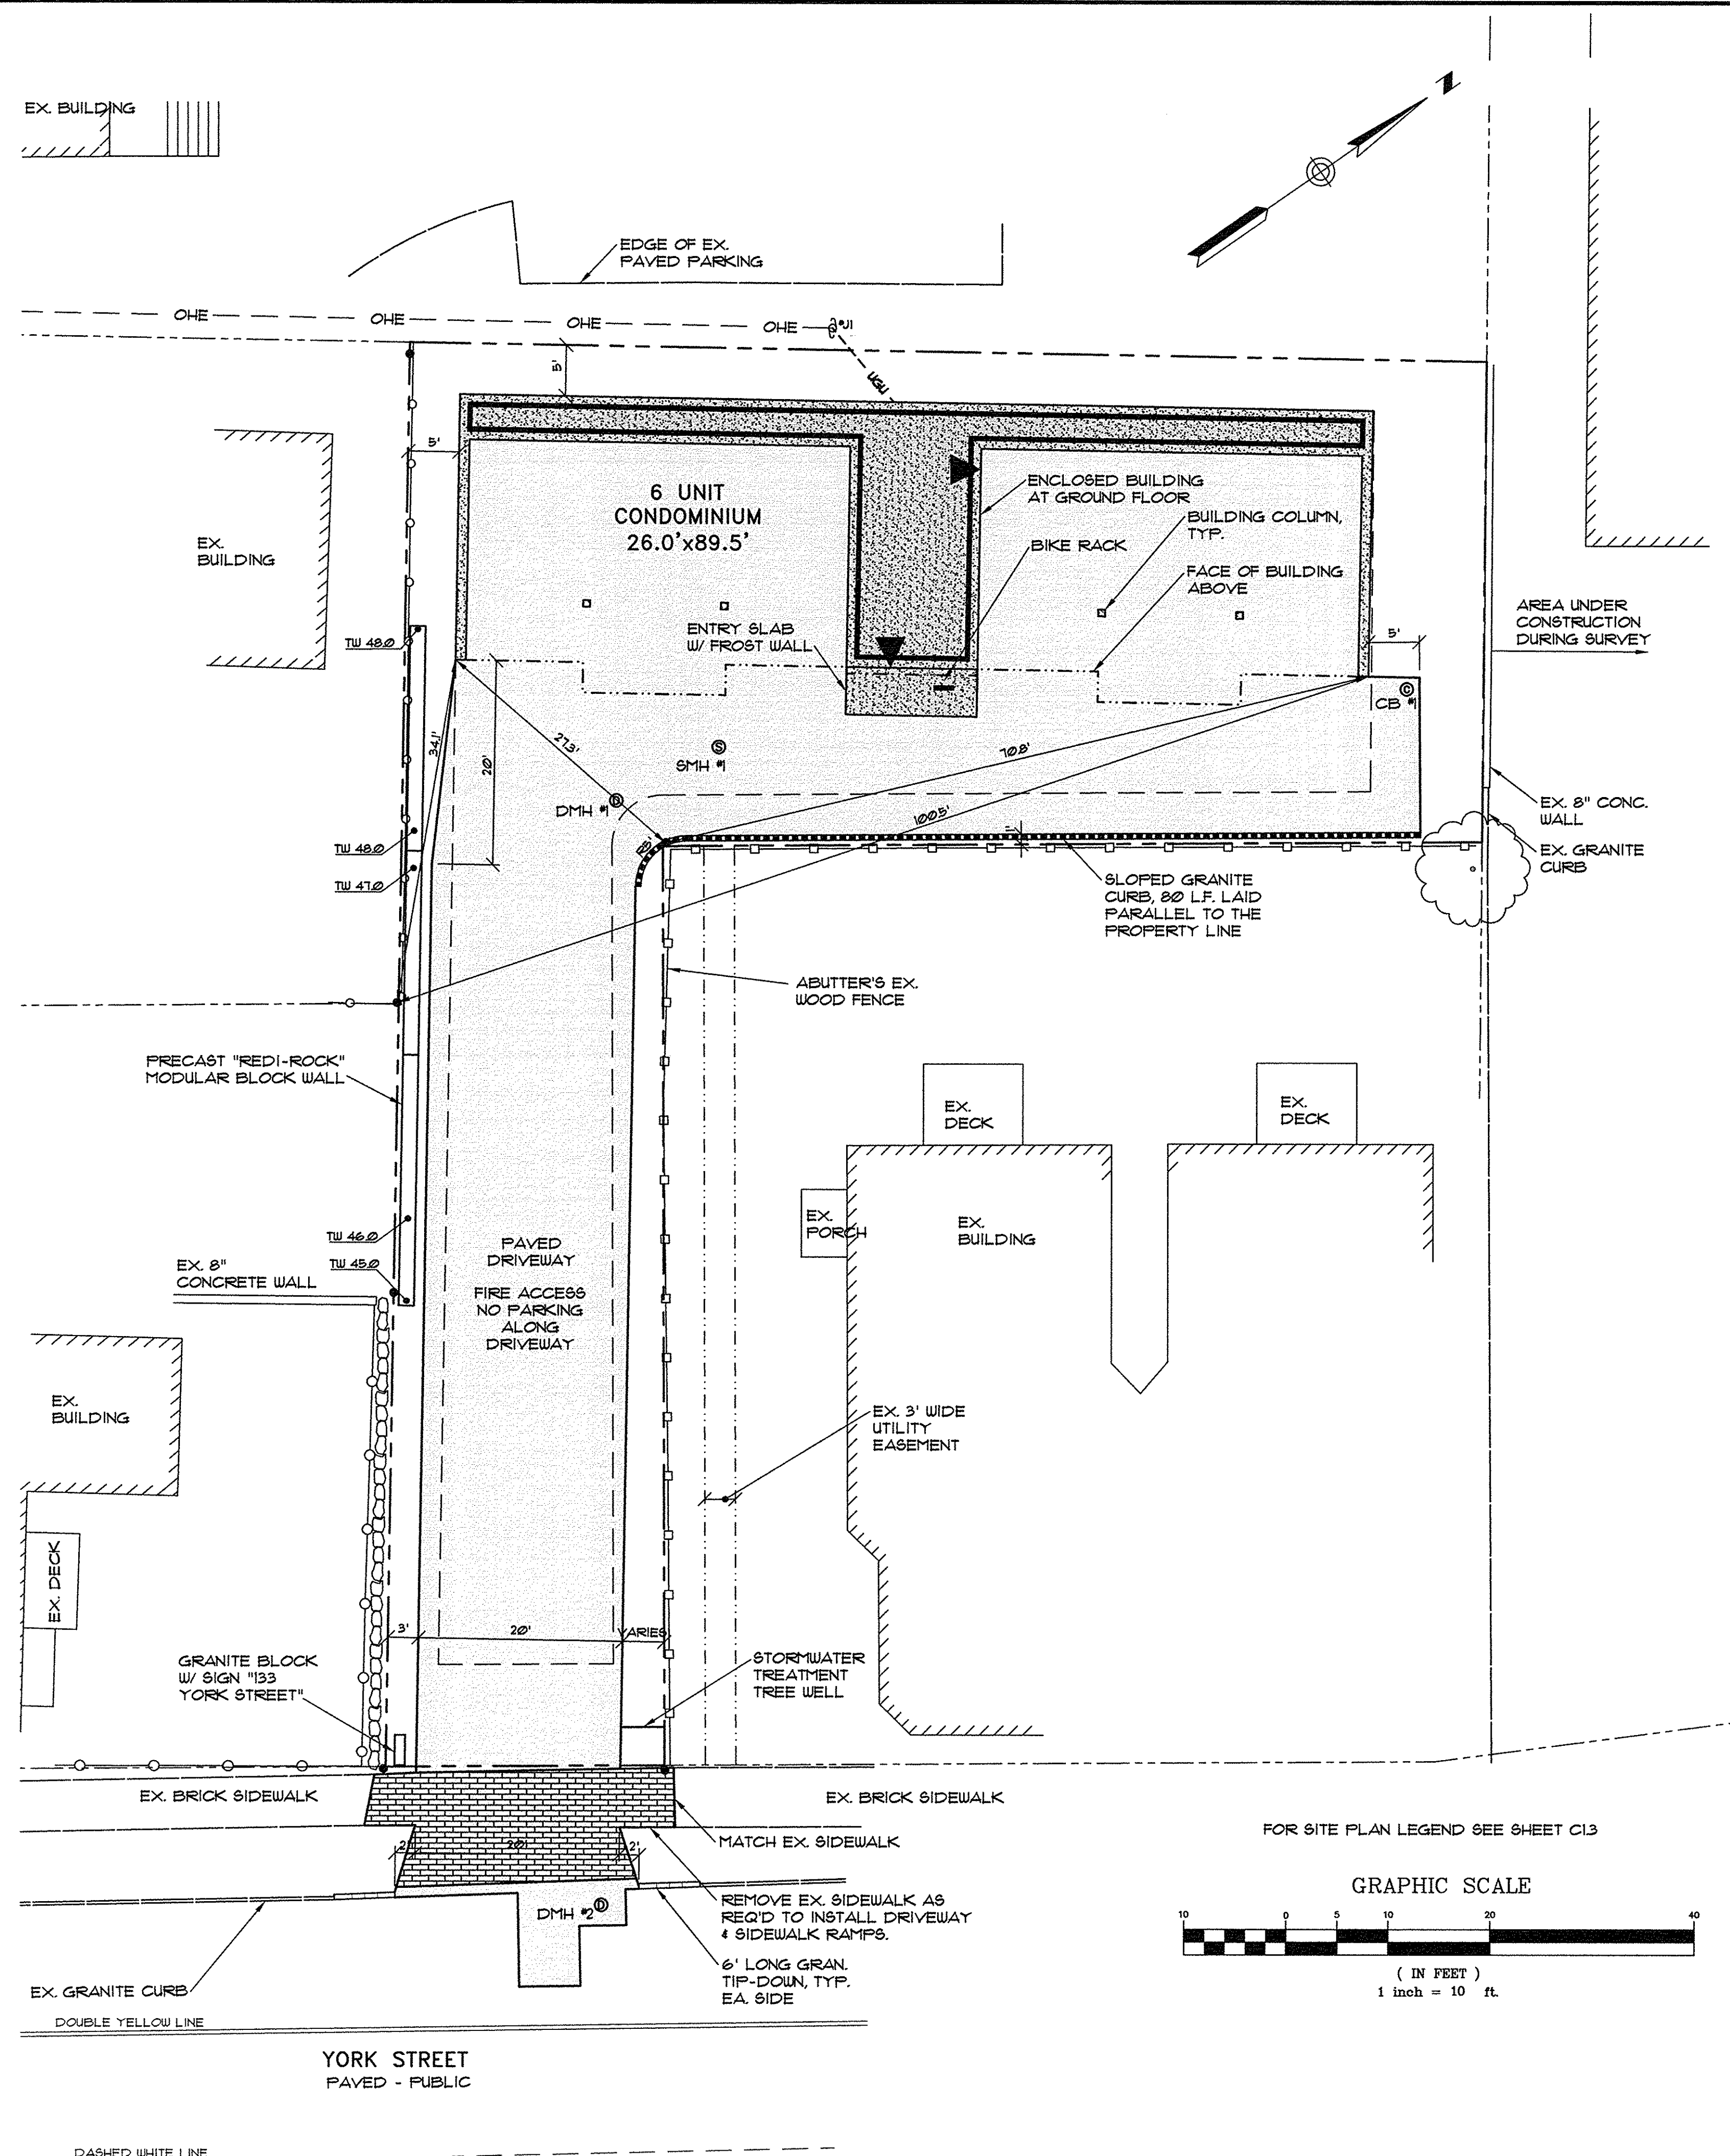 EX. BUILDING
N
EDGE OF EX.
PAVED PARKING
OHE
OHE
OHE
OHE
UGU
5'
5'
6 UNIT
CONDOMINIUM
26.0'x89.5'
ENCLOSED BUILDING
AT GROUND FLOOR
BUILDING COLUMN,
TYP.
BIKE RACK
FACE OF BUILDING
ABOVE
EX.
BUILDING
AREA UNDER
CONSTRUCTION
DURING SURVEY
ENTRY SLAB
W/ FROST WALL
5'
TW 48.0
C
CB #1
34.1'
27.3'
20'
S
SMH #1
70.8'
100.5'
D
DMH #1
R5'
1'
TW 48.0
TW 47.0
EX. 8" CONC.
WALL
EX. GRANITE
CURB
SLOPED GRANITE
CURB, 80 L.F. LAID
PARALLEL TO THE
PROPERTY LINE
ABUTTER'S EX.
WOOD FENCE
PRECAST "REDI-ROCK"
MODULAR BLOCK WALL
EX.
DECK
EX.
DECK
EX.
PORCH
EX.
BUILDING
TW 46.0
TW 45.0
EX. 8"
CONCRETE WALL
PAVED
DRIVEWAY
FIRE ACCESS
NO PARKING
ALONG
DRIVEWAY
EX.
BUILDING
EX. 3' WIDE
UTILITY
EASEMENT
EX. DECK
3'
20'
VARIES
GRANITE BLOCK
W/ SIGN "133
YORK STREET"
STORMWATER
TREATMENT
TREE WELL
EX. BRICK SIDEWALK
EX. BRICK SIDEWALK
MATCH EX. SIDEWALK
2'
20'
2'
FOR SITE PLAN LEGEND SEE SHEET C1.3
REMOVE EX. SIDEWALK AS
REQ'D TO INSTALL DRIVEWAY
& SIDEWALK RAMPS.
DMH #2
D
6' LONG GRAN.
TIP-DOWN, TYP.
EA. SIDE
GRAPHIC SCALE
10 0 5 10 20 40
( IN FEET )
1 inch = 10 ft.
EX. GRANITE CURB
DOUBLE YELLOW LINE
YORK STREET
PAVED - PUBLIC
DASHED WHITE LINE